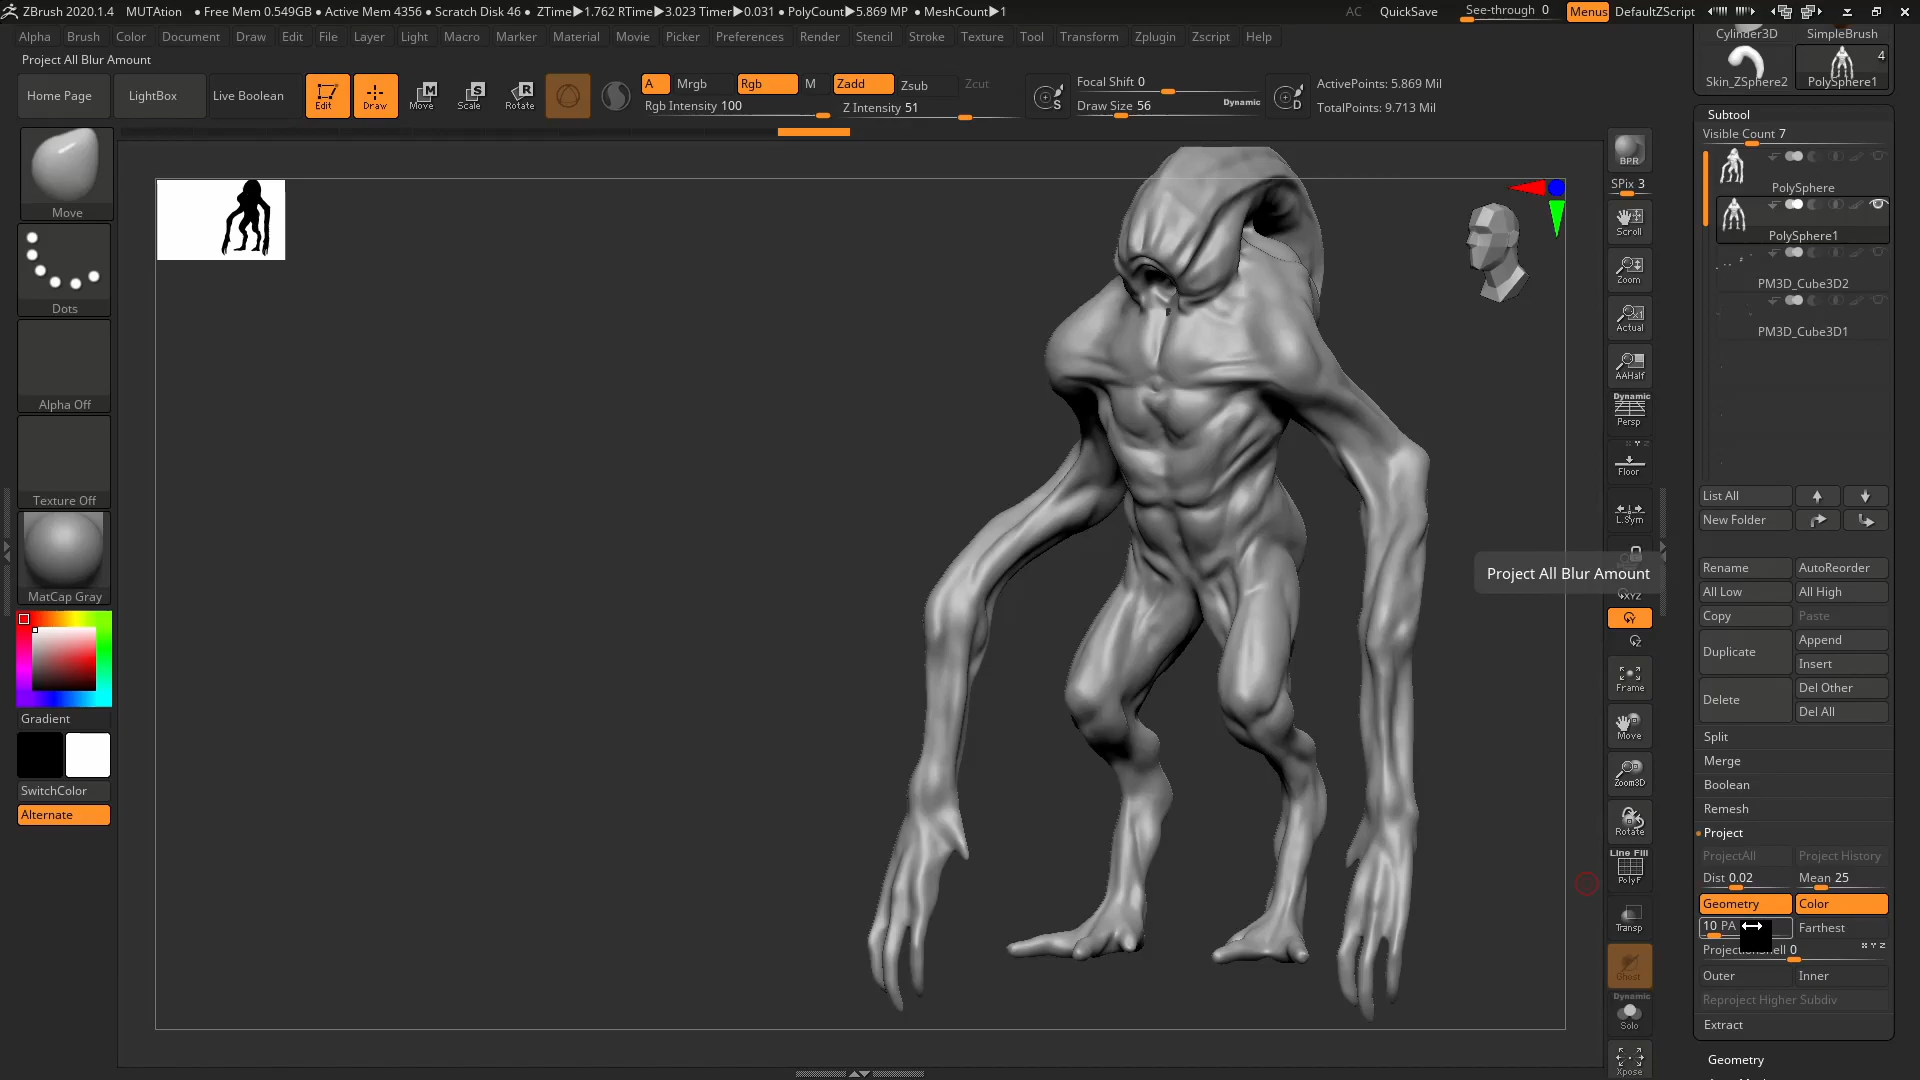 ZBrush 2020.1.4 MUTAtion ● Free Mem 0.549GB ● Active Mem 4356 ● Scratch Disk 46 ● ZTime▶1.762 RTime▶3.023 Timer▶0.031 ● PolyCount▶5.869 MP ● MeshCount▶1 AC QuickSave See-through 0 Menus DefaultZScript
Alpha Brush Color Document Draw Edit File Layer Light Macro Marker Material Movie Picker Preferences Render Stencil Stroke Texture Tool Transform Zplugin Zscript Help
Project All Blur Amount
Home Page LightBox Live Boolean Edit Draw Move Scale Rotate
A Mrgb Rgb M Zadd Zsub Zcut
Rgb Intensity 100 Z Intensity 51
S Focal Shift 0
Draw Size 56 Dynamic D
ActivePoints: 5.869 Mil
TotalPoints: 9.713 Mil
Move
Dots
Alpha Off
Texture Off
MatCap Gray
Gradient
SwitchColor
Alternate
BPR
SPix 3
Scroll
Zoom
Actual
AAHalf
Dynamic
Persp
Floor
L.Sym
Project All Blur Amount
XYZ
Y
Z
Frame
Move
Zoom3D
Rotate
Line Fill
PolyF
Transp
Ghost
Dynamic
Solo
Xpose
Cylinder3D SimpleBrush
4
Skin_ZSphere2 PolySphere1
Subtool
Visible Count 7
PolySphere
PolySphere1
PM3D_Cube3D2
PM3D_Cube3D1
List All
New Folder
Rename AutoReorder
All Low All High
Copy Paste
Duplicate Append
Insert
Delete Del Other
Del All
Split
Merge
Boolean
Remesh
Project
ProjectAll Project History
Dist 0.02 Mean 25
Geometry Color
10 PA Farthest
ProjectionShell 0 X Y Z
Outer Inner
Reproject Higher Subdiv
Extract
Geometry